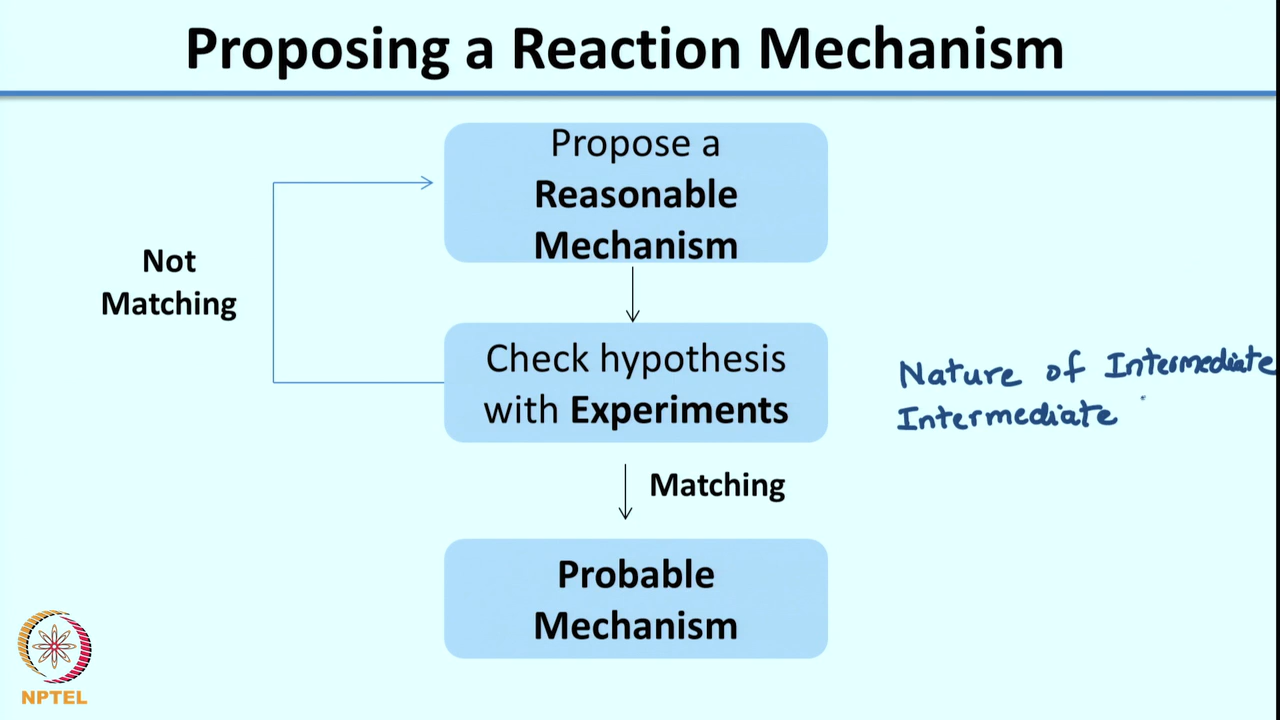 Proposing a Reaction Mechanism
Propose a
Reasonable
Mechanism
Not
Matching
Check hypothesis
with Experiments
Nature of Intermediate
Intermediate
Matching
Probable
Mechanism
NPTEL